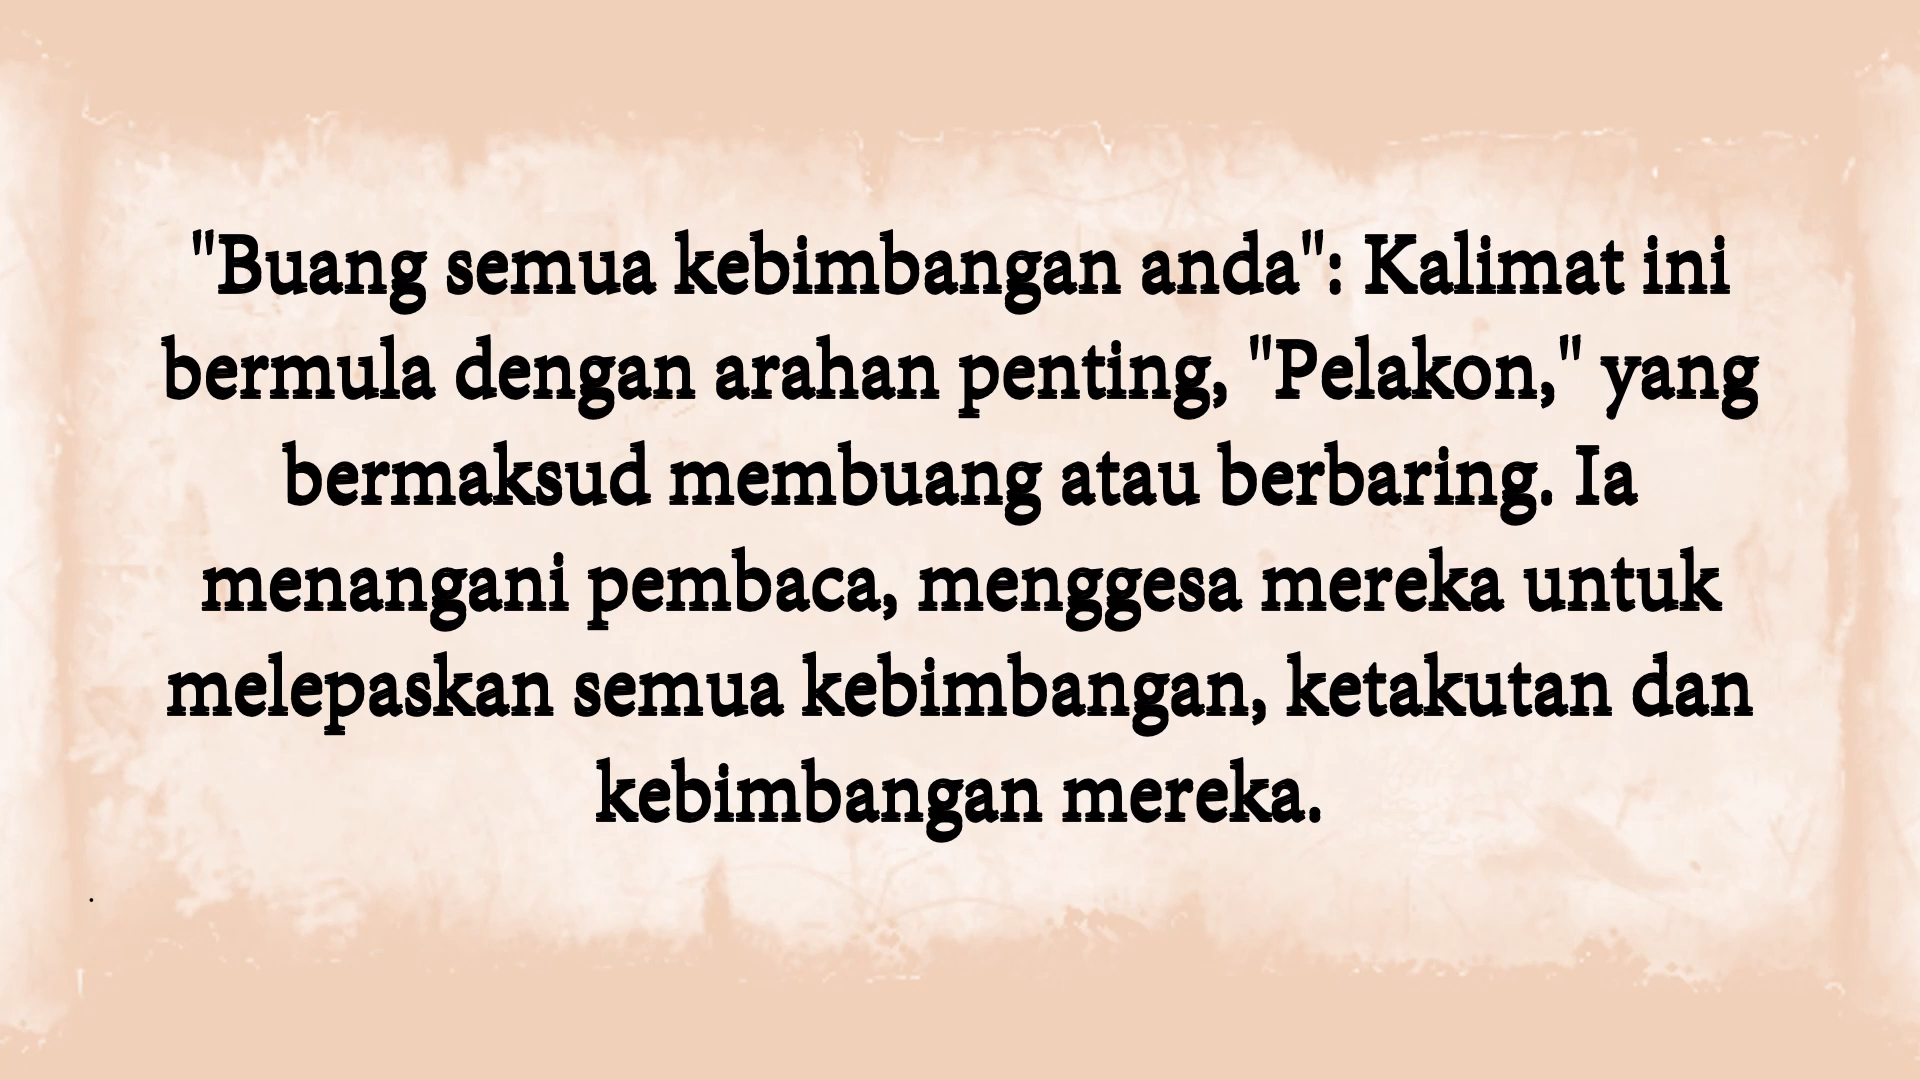 "Buang semua kebimbangan anda": Kalimat ini
bermula dengan arahan penting, "Pelakon," yang
bermaksud membuang atau berbaring. Ia
menangani pembaca, menggesa mereka untuk
melepaskan semua kebimbangan, ketakutan dan
kebimbangan mereka.
.